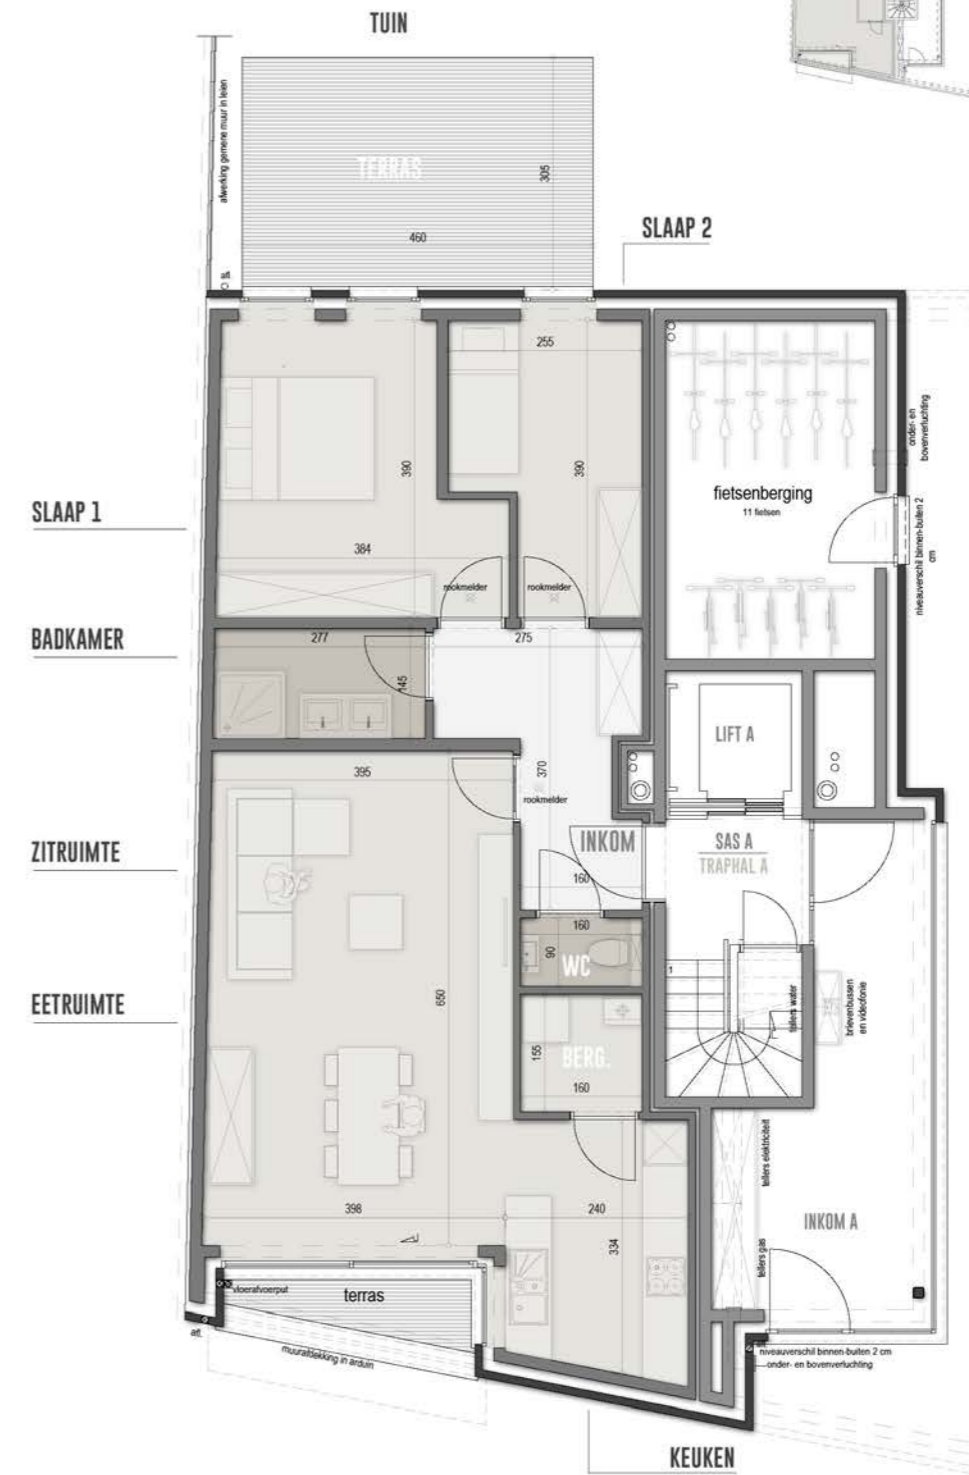 TUIN
afwerking gemene muur in leien
TERRAS
305
460
SLAAP 2
255
390
390
384
rookmelder
rookmelder
fietsenberging
11 fietsen
onder- en
bovenverluchting
niveauverschil binnen-buiten 2
cm
SLAAP 1
BADKAMER
277
275
145
LIFT A
395
370
rookmelder
INKOM
160
SAS A
TRAPHAL A
ZITRUIMTE
160
90
WC
1
650
EETRUIMTE
155
BERG.
160
tellers water
brievenbussen
en videofonie
tellers elektriciteit
398
240
334
INKOM A
tellers gas
vloerafvoerput
terras
afl.
muurafdekking in arduin
niveauverschil binnen-buiten 2 cm
onder- en bovenverluchting
KEUKEN